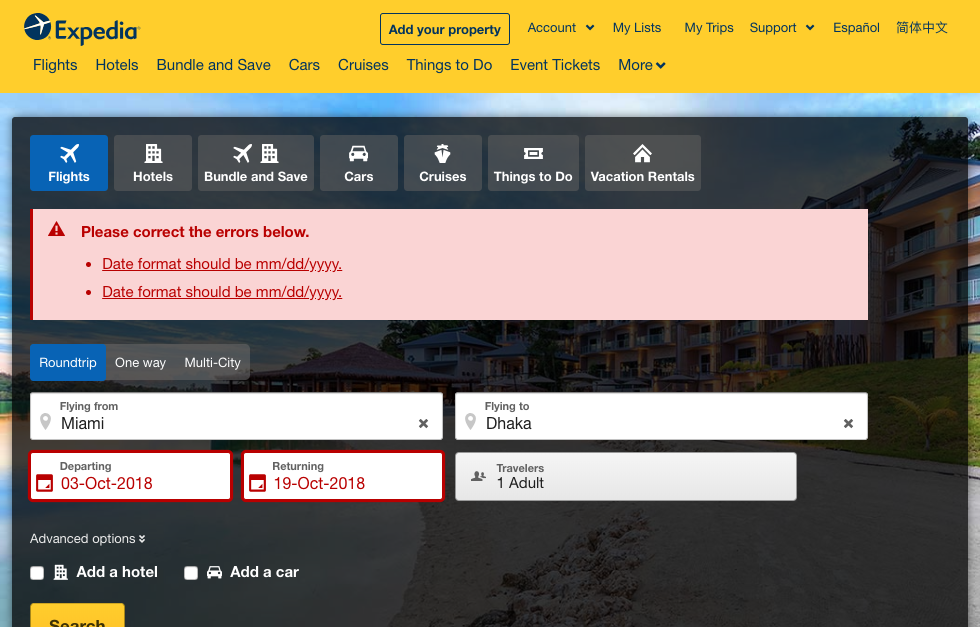 Expedia
Add your property
Account
My Lists
My Trips
Support
Español
简体中文
Flights
Hotels
Bundle and Save
Cars
Cruises
Things to Do
Event Tickets
More
Flights
Hotels
Bundle and Save
Cars
Cruises
Things to Do
Vacation Rentals
Please correct the errors below.
Date format should be mm/dd/yyyy.
Date format should be mm/dd/yyyy.
Roundtrip
One way
Multi-City
Flying from
Miami
Flying to
Dhaka
Departing
03-Oct-2018
Returning
19-Oct-2018
Travelers
1 Adult
Advanced options
Add a hotel
Add a car
Search